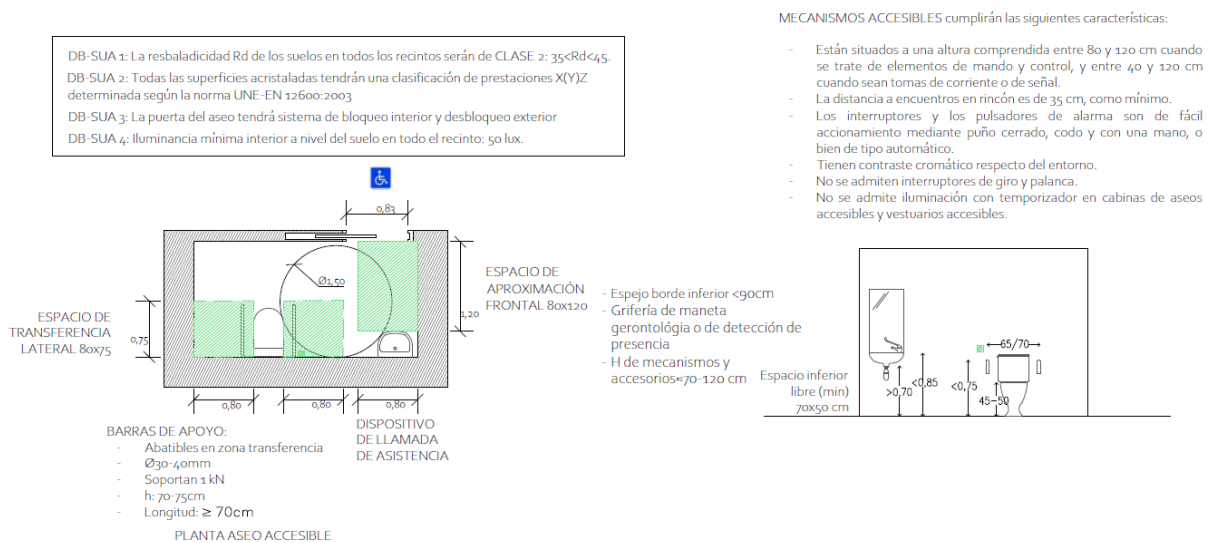 MECANISMOS ACCESIBLES cumplirán las siguientes características:
- Están situados a una altura comprendida entre 80 y 120 cm cuando
se trate de elementos de mando y control, y entre 40 y 120 cm
cuando sean tomas de corriente o de señal.
- La distancia a encuentros en rincón es de 35 cm, como mínimo.
- Los interruptores y los pulsadores de alarma son de fácil
accionamiento mediante puño cerrado, codo y con una mano, o
bien de tipo automático.
- Tienen contraste cromático respecto del entorno.
- No se admiten interruptores de giro y palanca.
- No se admite iluminación con temporizador en cabinas de aseos
accesibles y vestuarios accesibles.
DB-SUA 1: La resbaladicidad Rd de los suelos en todos los recintos serán de CLASE 2: 35<Rd<45.
DB-SUA 2: Todas las superficies acristaladas tendrán una clasificación de prestaciones X(Y)Z
determinada según la norma UNE-EN 12600:2003
DB-SUA 3: La puerta del aseo tendrá sistema de bloqueo interior y desbloqueo exterior
DB-SUA 4: Iluminancia mínima interior a nivel del suelo en todo el recinto: 50 lux.
0,83
Ø1,50
ESPACIO DE
APROXIMACIÓN
FRONTAL 80x120
1,20
ESPACIO DE
TRANSFERENCIA
LATERAL 80x75
0,75
0,80
0,80
0,80
DISPOSITIVO
DE LLAMADA
DE ASISTENCIA
BARRAS DE APOYO:
- Abatibles en zona transferencia
- Ø30-40mm
- Soportan 1 kN
- h: 70-75cm
- Longitud: ≥ 70cm
PLANTA ASEO ACCESIBLE
- Espejo borde inferior <90cm
- Grifería de maneta
gerontológia o de detección de
presencia
- H de mecanismos y
accesorios=70-120 cm
Espacio inferior
libre (min)
70x50 cm
>0,70
<0,85
<0,75
65/70
45-50